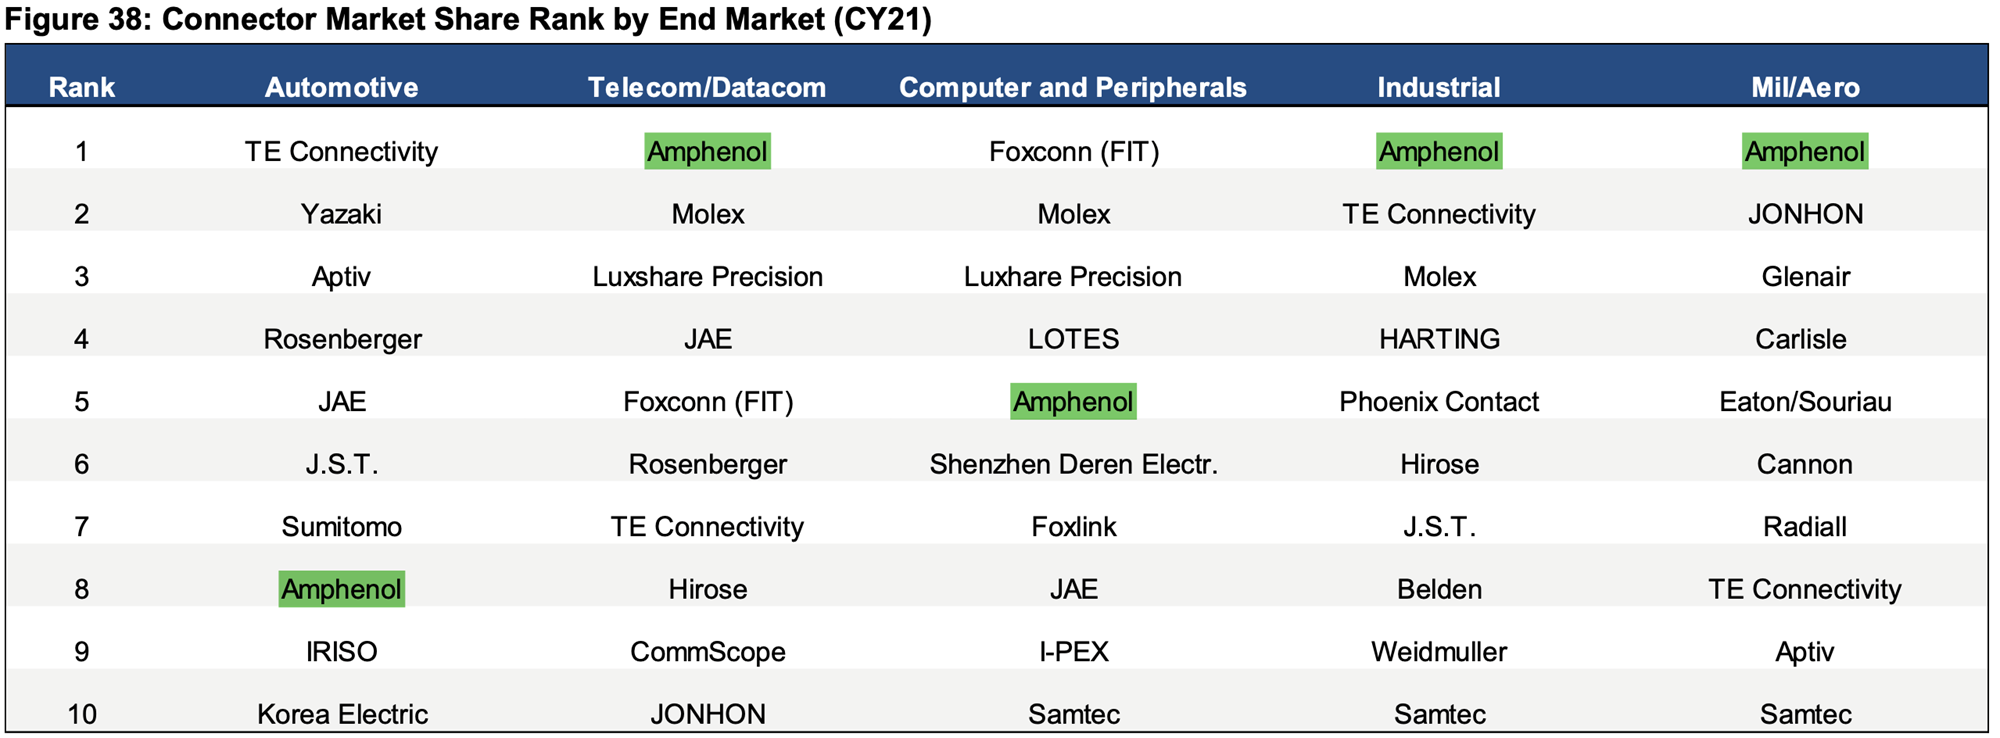 Figure 38: Connector Market Share Rank by End Market (CY21)
Rank Automotive Telecom/Datacom Computer and Peripherals Industrial Mil/Aero
1 TE Connectivity Amphenol Foxconn (FIT) Amphenol Amphenol
2 Yazaki Molex Molex TE Connectivity JONHON
3 Aptiv Luxshare Precision Luxhare Precision Molex Glenair
4 Rosenberger JAE LOTES HARTING Carlisle
5 JAE Foxconn (FIT) Amphenol Phoenix Contact Eaton/Souriau
6 J.S.T. Rosenberger Shenzhen Deren Electr. Hirose Cannon
7 Sumitomo TE Connectivity Foxlink J.S.T. Radiall
8 Amphenol Hirose JAE Belden TE Connectivity
9 IRISO CommScope I-PEX Weidmuller Aptiv
10 Korea Electric JONHON Samtec Samtec Samtec